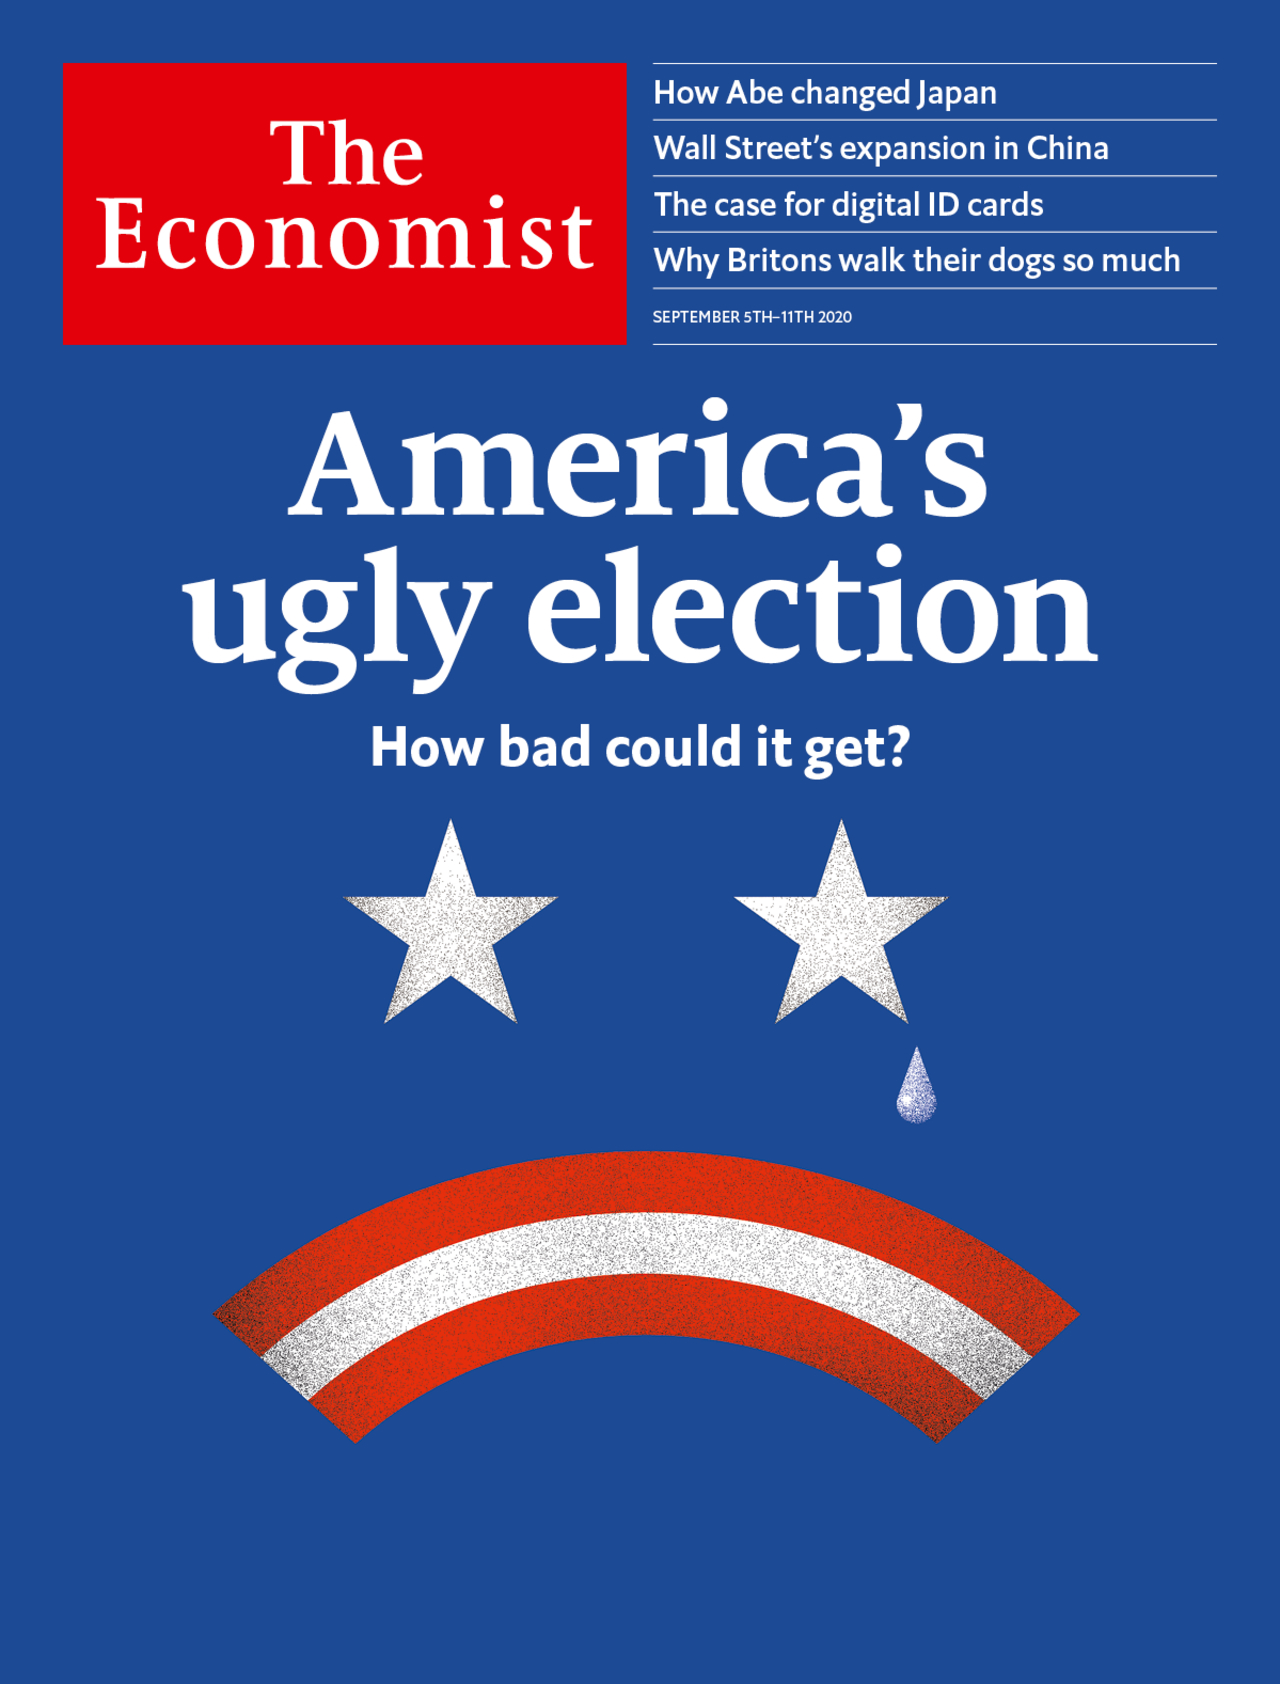 The
Economist
How Abe changed Japan
Wall Street’s expansion in China
The case for digital ID cards
Why Britons walk their dogs so much
SEPTEMBER 5TH–11TH 2020
America’s
ugly election
How bad could it get?